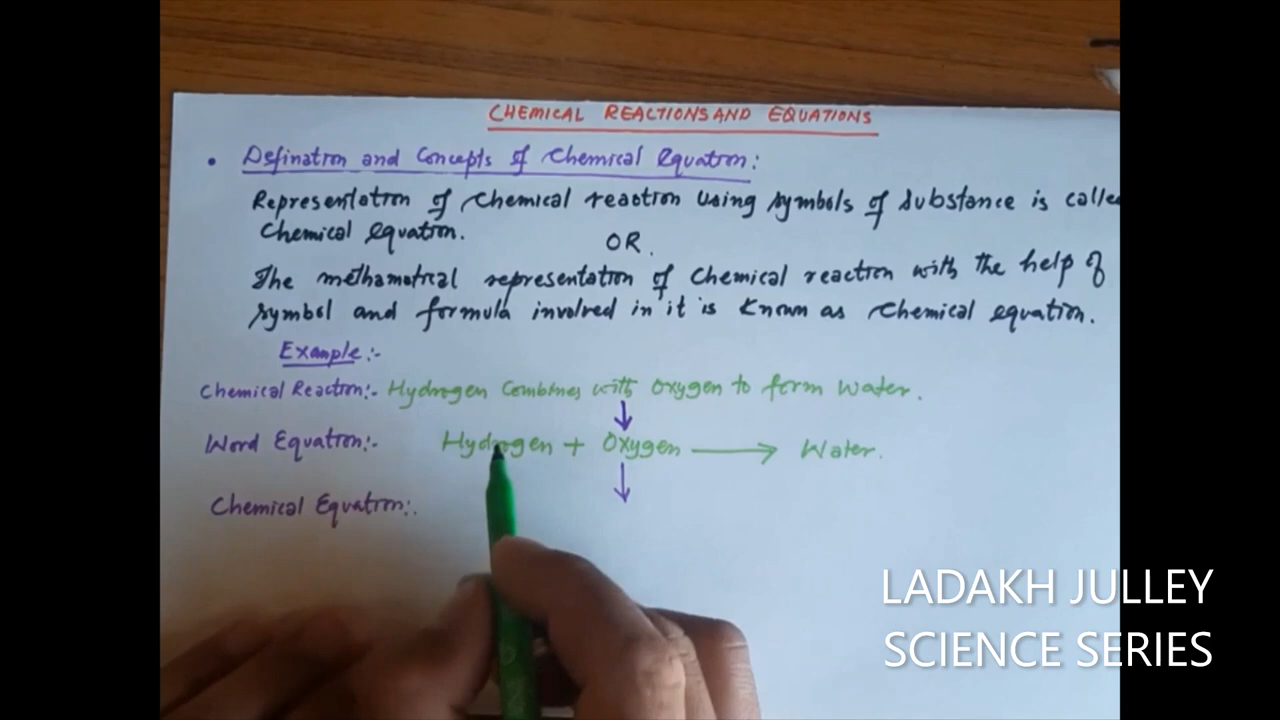 CHEMICAL REACTIONS AND EQUATIONS
• Defination and Concepts of Chemical Equation:
Representation of Chemical reaction using symbols of substance is calle
Chemical equation.
OR.
The methamatical representation of Chemical reaction with the help of
symbol and formula involved in it is known as Chemical equation.
Example:-
Chemical Reaction:- Hydrogen Combines with Oxygen to form Water.
Word Equation:- Hydrogen + Oxygen → Water.
Chemical Equation:.
LADAKH JULLEY
SCIENCE SERIES